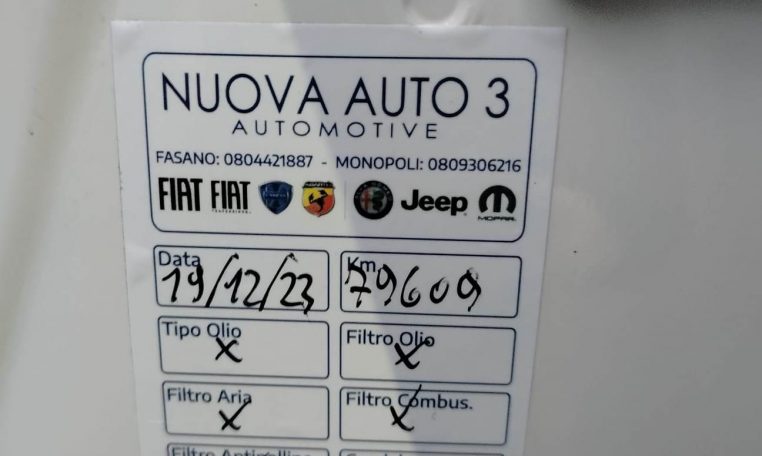 NUOVA AUTO 3
AUTOMOTIVE
FASANO: 0804421887 - MONOPOLI: 0809306216
FIAT FIAT Jeep MOPAR
Data Km
19/12/23 79609
Tipo Olio Filtro Olio
X X
Filtro Aria Filtro Combus.
X X